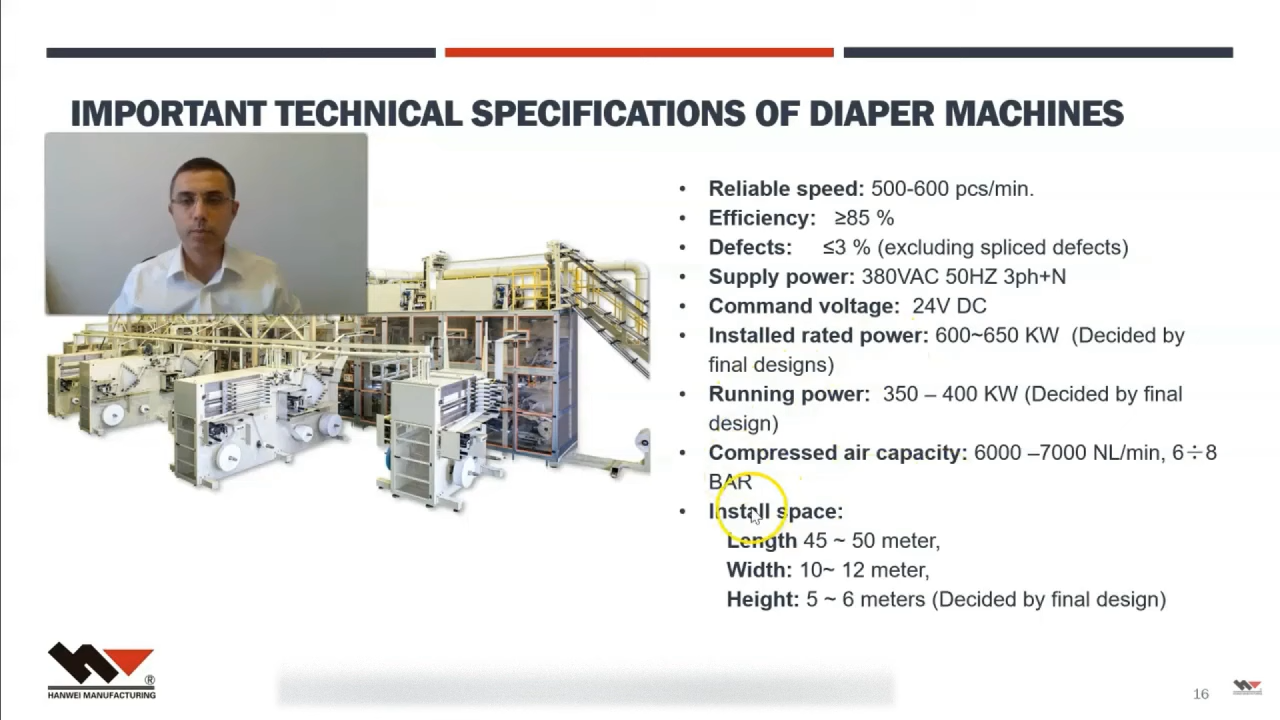 IMPORTANT TECHNICAL SPECIFICATIONS OF DIAPER MACHINES
• Reliable speed: 500-600 pcs/min.
• Efficiency: ≥85 %
• Defects: ≤3 % (excluding spliced defects)
• Supply power: 380VAC 50HZ 3ph+N
• Command voltage: 24V DC
• Installed rated power: 600~650 KW (Decided by
final designs)
• Running power: 350 – 400 KW (Decided by final
design)
• Compressed air capacity: 6000 –7000 NL/min, 6÷8
BAR
• Install space:
Length 45 ~ 50 meter,
Width: 10~ 12 meter,
Height: 5 ~ 6 meters (Decided by final design)
®
HANWEI MANUFACTURING
16